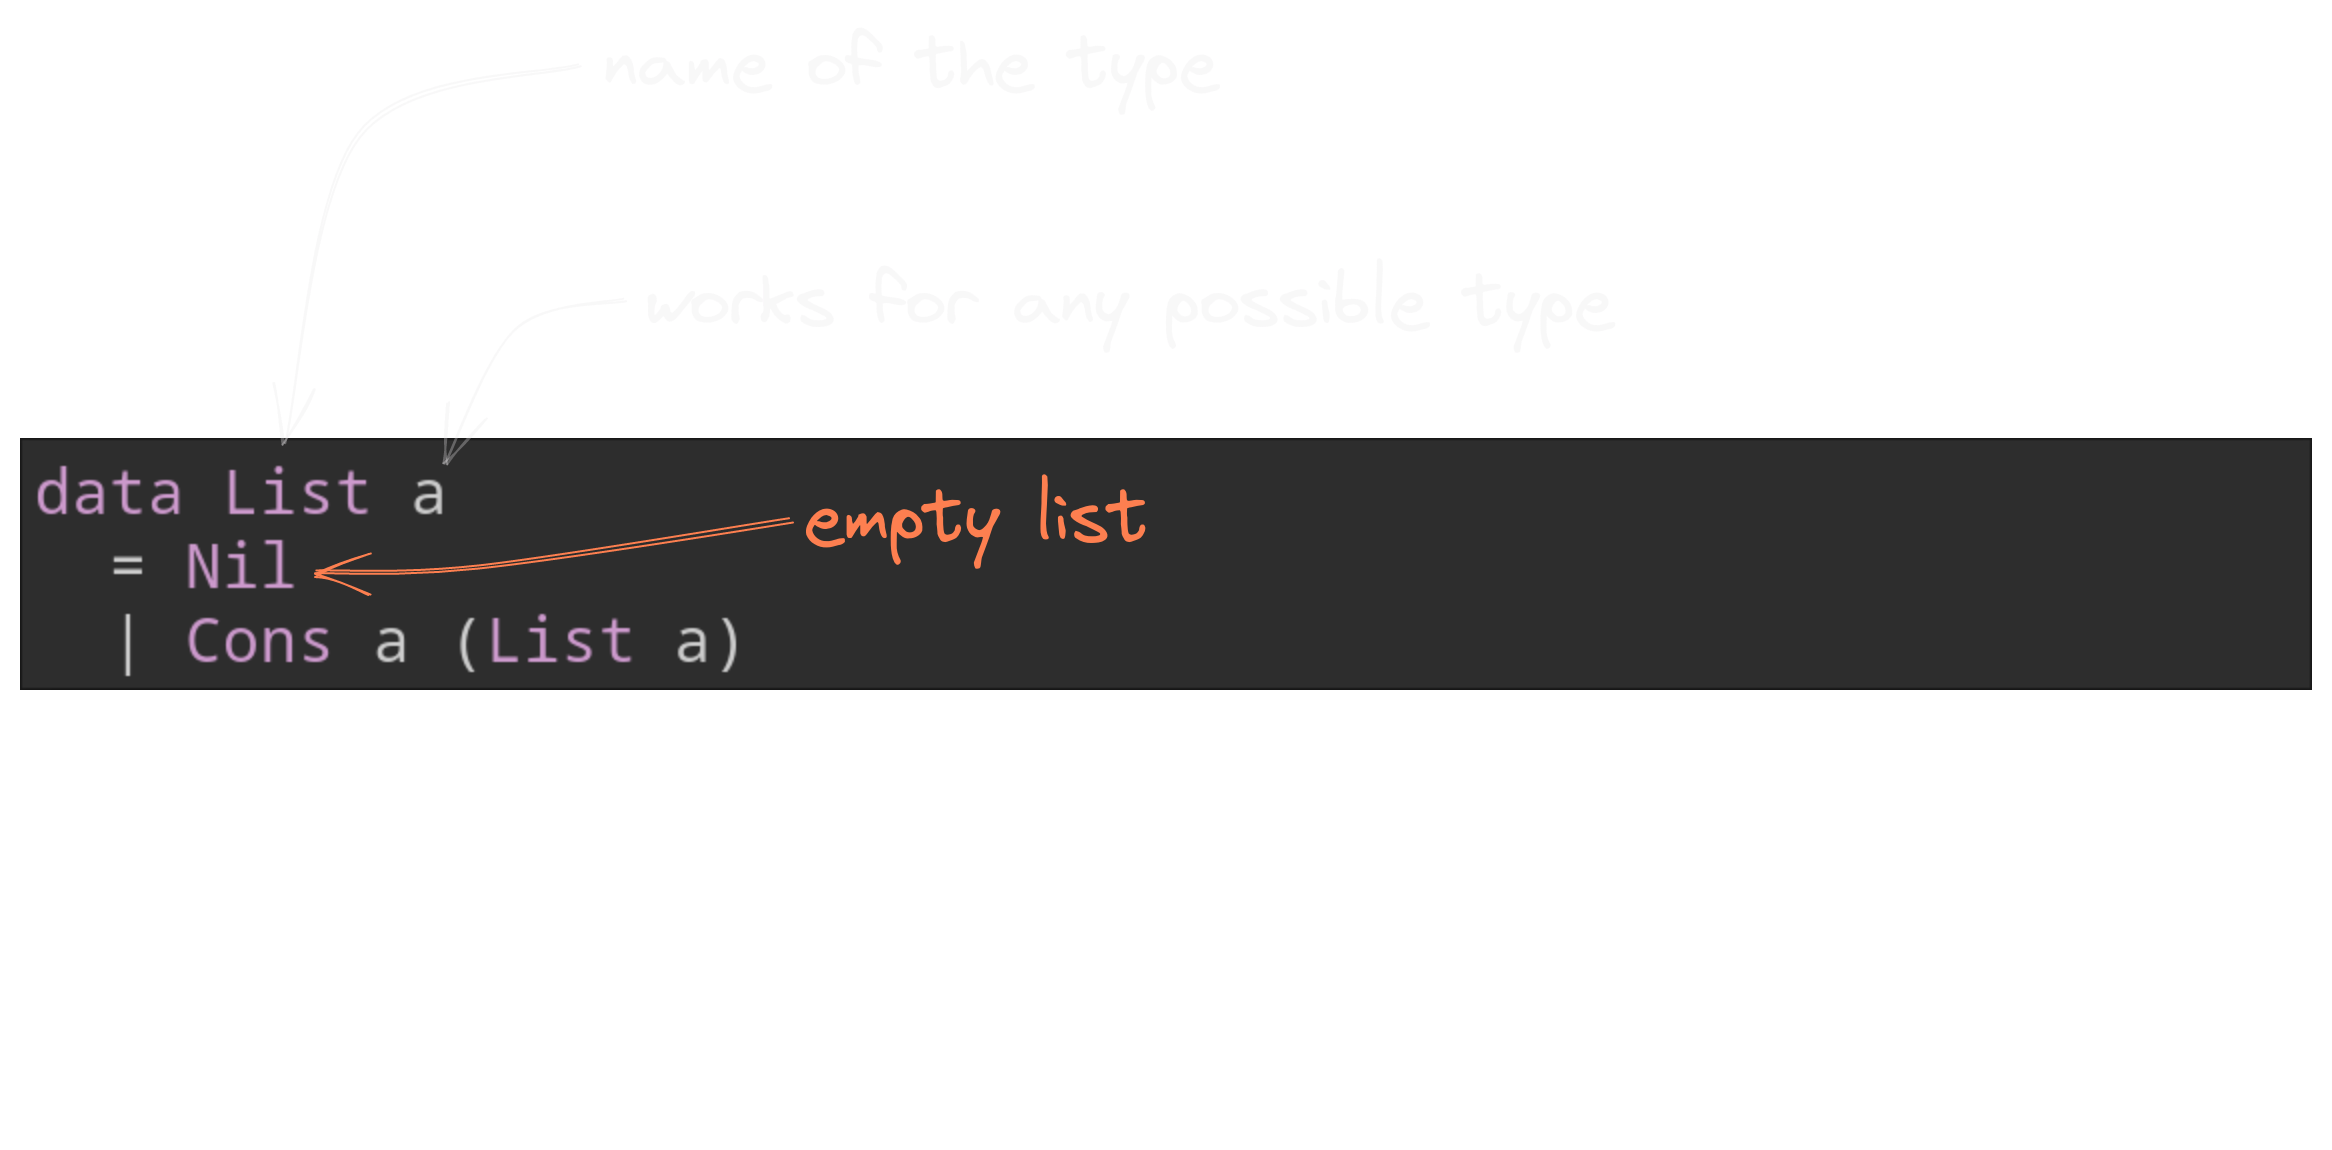 name of the type
works for any possible type
data List a
empty list
= Nil
| Cons a (List a)